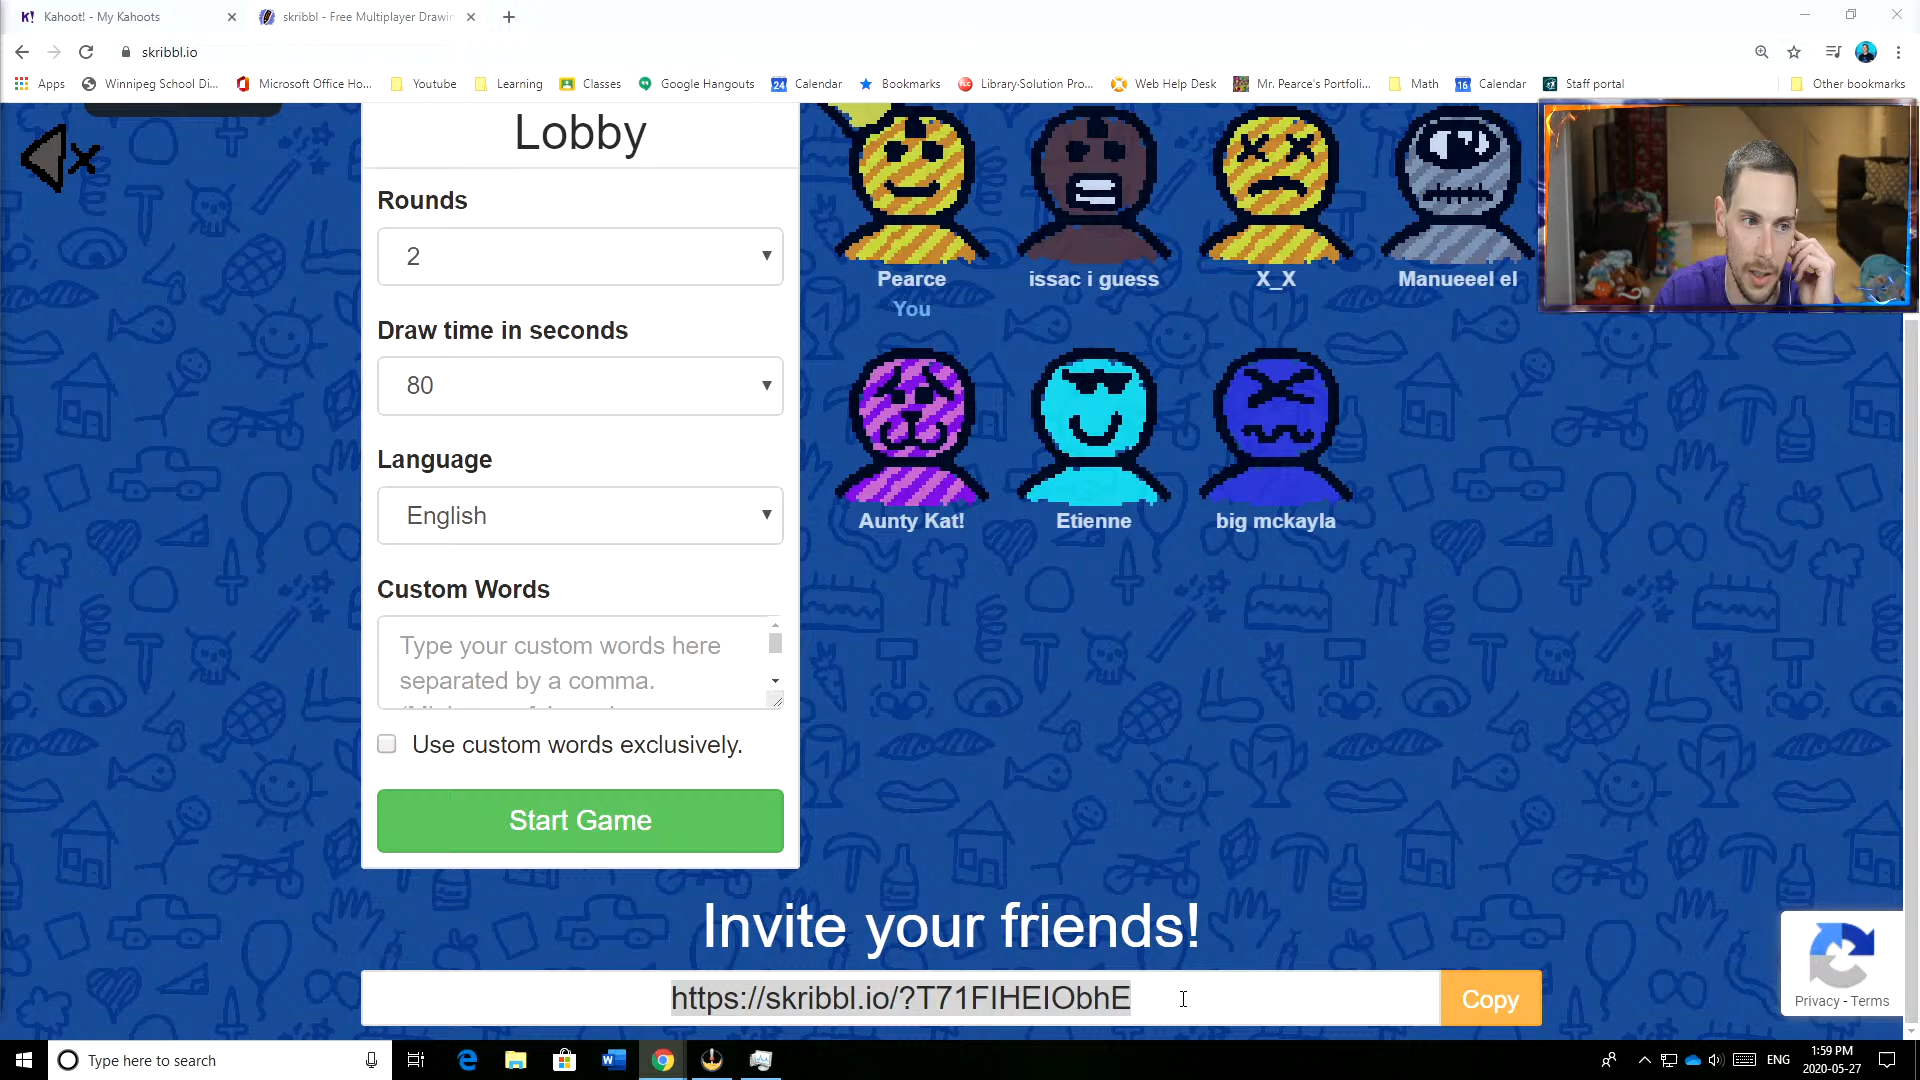 Kahoot! - My Kahoots
skribbl - Free Multiplayer Drawin
skribbl.io
Apps
Winnipeg School Di...
Microsoft Office Ho...
Youtube
Learning
Classes
Google Hangouts
24
Calendar
Bookmarks
Library•Solution Pro...
Web Help Desk
Mr. Pearce's Portfoli...
Math
16
Calendar
Staff portal
Other bookmarks
Lobby
Rounds
2
Draw time in seconds
80
Language
English
Custom Words
Type your custom words here
separated by a comma.
Use custom words exclusively.
Start Game
Pearce
You
issac i guess
X_X
Manueeel el
Aunty Kat!
Etienne
big mckayla
Invite your friends!
https://skribbl.io/?T71FIHEIObhE
Copy
Privacy - Terms
Type here to search
ENG
1:59 PM
2020-05-27